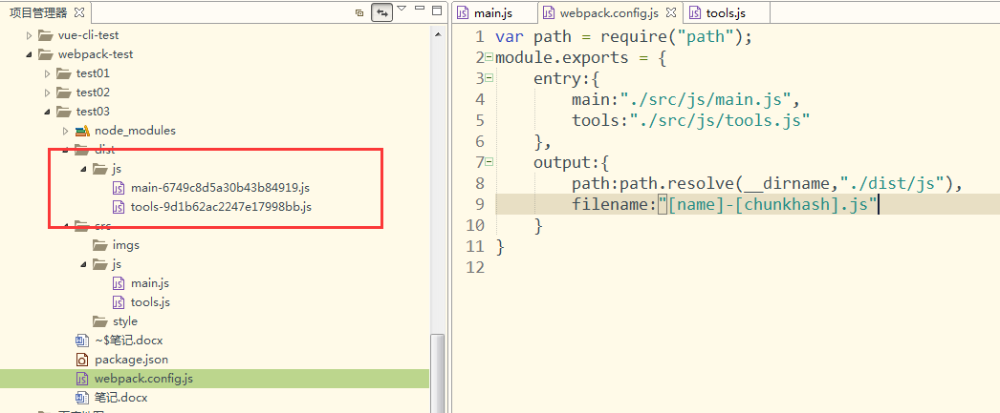 项目管理器
vue-cli-test
webpack-test
test01
test02
test03
node_modules
dist
js
main-6749c8d5a30b43b84919.js
tools-9d1b62ac2247e17998bb.js
src
imgs
js
main.js
tools.js
style
~$笔记.docx
package.json
webpack.config.js
笔记.docx
main.js
webpack.config.js
tools.js
1 var path = require("path");
2 module.exports = {
3 entry:{
4 main:"./src/js/main.js",
5 tools:"./src/js/tools.js"
6 },
7 output:{
8 path:path.resolve(__dirname,"./dist/js"),
9 filename:"[name]-[chunkhash].js"
10 }
11 }
12